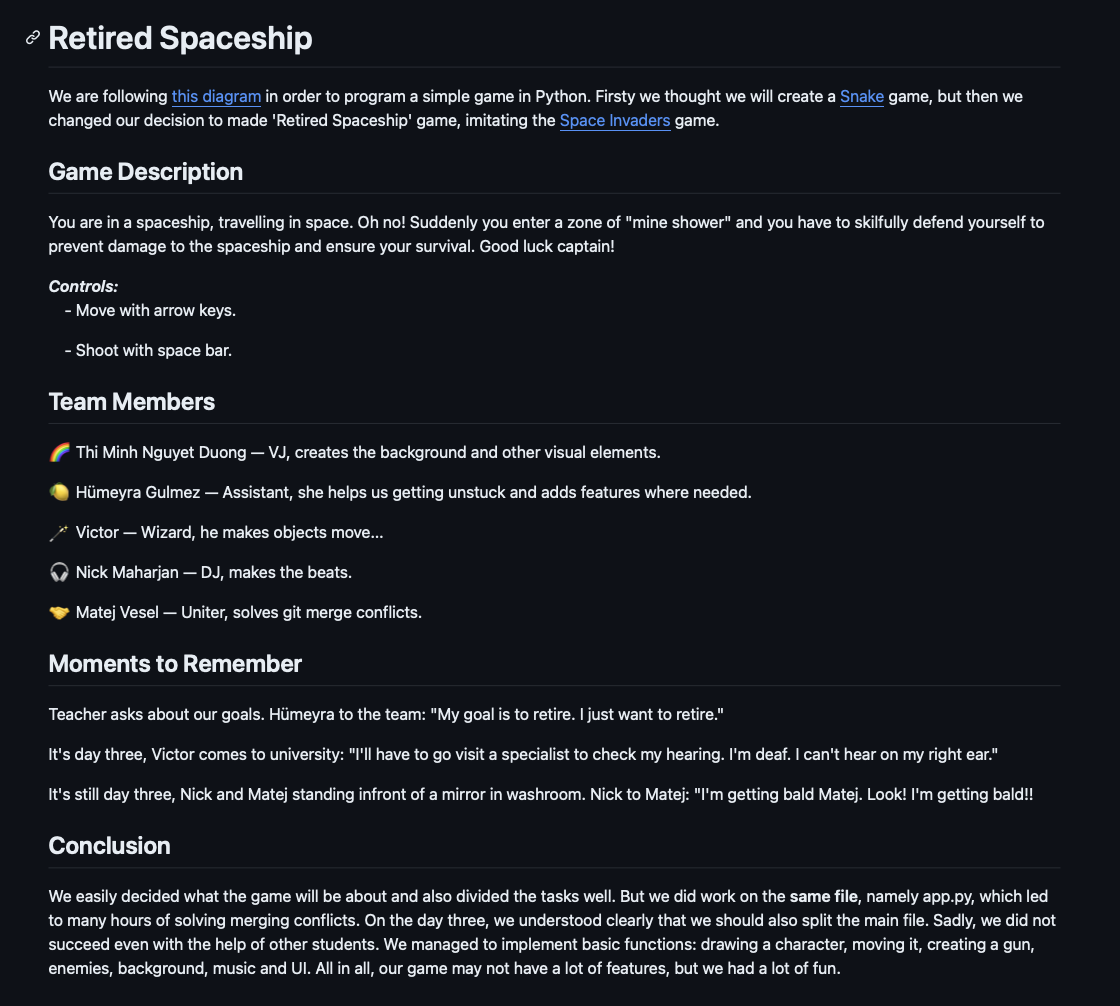 Retired Spaceship
We are following this diagram in order to program a simple game in Python. Firsty we thought we will create a Snake game, but then we
changed our decision to made 'Retired Spaceship' game, imitating the Space Invaders game.
Game Description
You are in a spaceship, travelling in space. Oh no! Suddenly you enter a zone of "mine shower" and you have to skilfully defend yourself to
prevent damage to the spaceship and ensure your survival. Good luck captain!
Controls:
- Move with arrow keys.
- Shoot with space bar.
Team Members
🌈 Thi Minh Nguyet Duong — VJ, creates the background and other visual elements.
🍋 Hümeyra Gulmez — Assistant, she helps us getting unstuck and adds features where needed.
🪄 Victor — Wizard, he makes objects move...
🎧 Nick Maharjan — DJ, makes the beats.
🤝 Matej Vesel — Uniter, solves git merge conflicts.
Moments to Remember
Teacher asks about our goals. Hümeyra to the team: "My goal is to retire. I just want to retire."
It's day three, Victor comes to university: "I'll have to go visit a specialist to check my hearing. I'm deaf. I can't hear on my right ear."
It's still day three, Nick and Matej standing infront of a mirror in washroom. Nick to Matej: "I'm getting bald Matej. Look! I'm getting bald!!
Conclusion
We easily decided what the game will be about and also divided the tasks well. But we did work on the same file, namely app.py, which led
to many hours of solving merging conflicts. On the day three, we understood clearly that we should also split the main file. Sadly, we did not
succeed even with the help of other students. We managed to implement basic functions: drawing a character, moving it, creating a gun,
enemies, background, music and UI. All in all, our game may not have a lot of features, but we had a lot of fun.